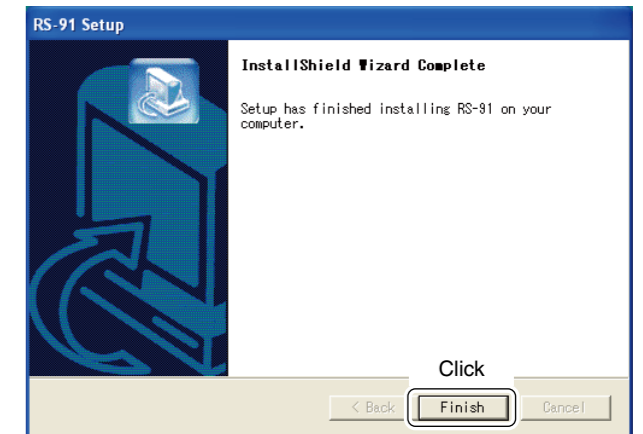 RS-91 Setup
InstallShield Wizard Complete
Setup has finished installing RS-91 on your
computer.
Click
< Back
Finish
Cancel